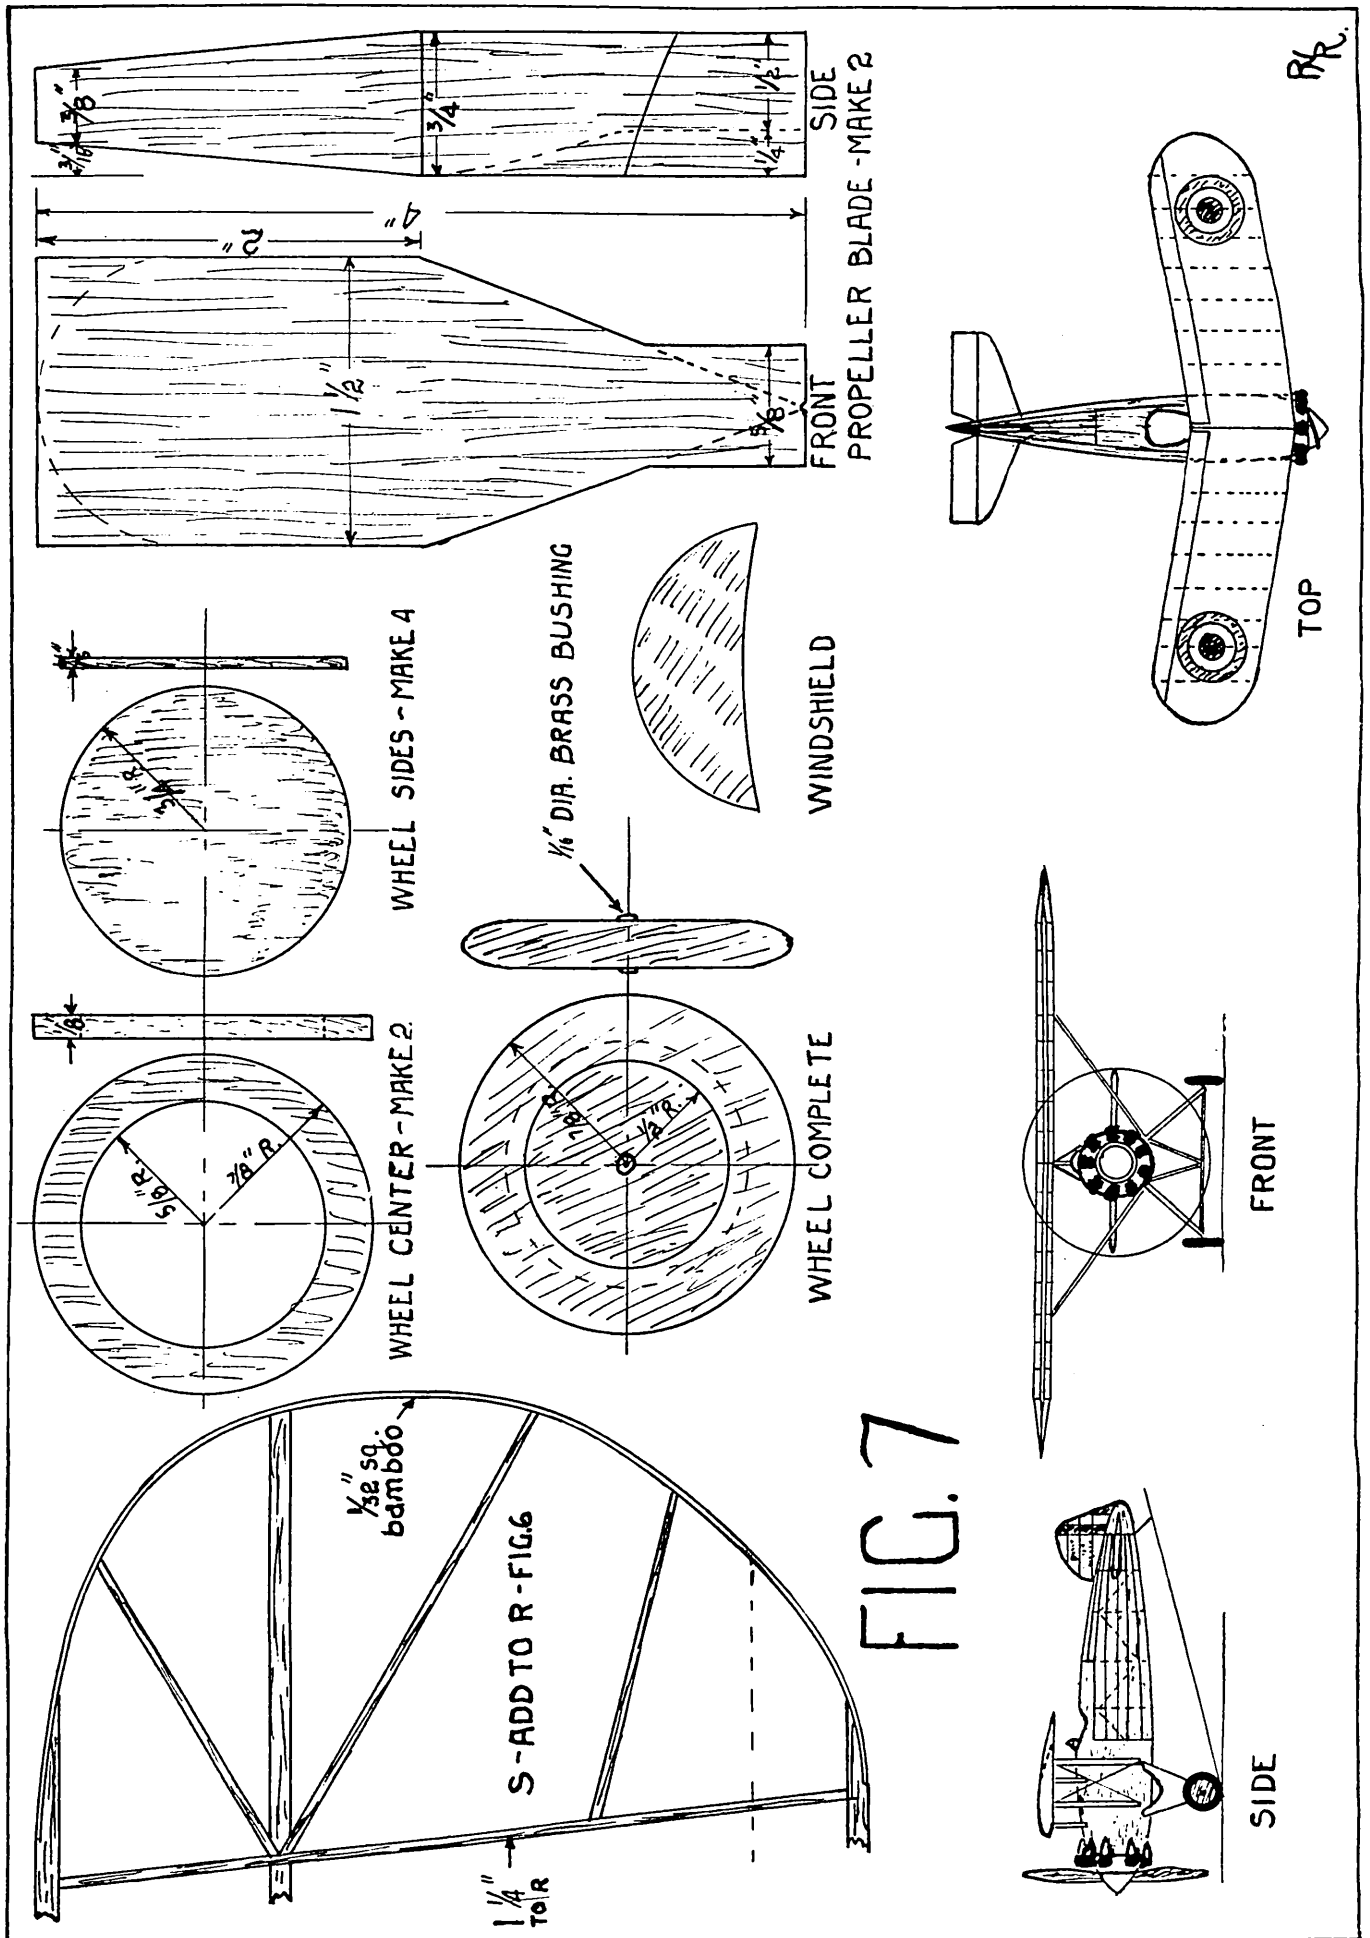 1/32" sq.
bamboo
S-ADD TO R-FIG.6
1 1/4"
TO R
5/8" R.
7/8" R.
1/8"
WHEEL CENTER-MAKE 2
3/4" R.
WHEEL SIDES-MAKE 4
7/8 R
1/2" R.
1/16" DIA. BRASS BUSHING
WHEEL COMPLETE
WINDSHIELD
1 1/2"
5/8"
2"
4"
3/16"
3/8"
3/4"
1/4"
1/2"
FRONT
SIDE
PROPELLER BLADE-MAKE 2
FIG. 7
SIDE
FRONT
TOP